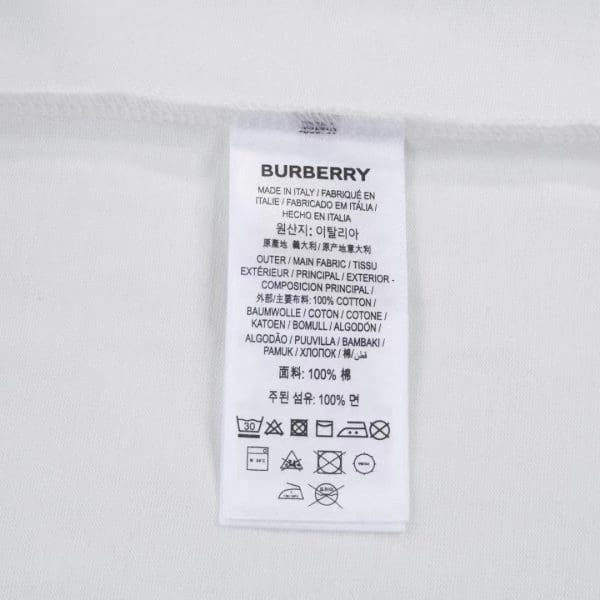 BURBERRY
MADE IN ITALY / FABRIQUÉ EN
ITALIE / FABRICADO EM ITÁLIA /
HECHO EN ITALIA
원산지: 이탈리아
原產地 義大利 / 原产地意大利
OUTER / MAIN FABRIC / TISSU
EXTÉRIEUR / PRINCIPAL / EXTERIOR -
COMPOSICION PRINCIPAL /
外部/主要布料: 100% COTTON /
BAUMWOLLE / COTON / COTONE /
KATOEN / BOMULL / ALGODÓN /
ALGODÃO / PUUVILLA / BAMBAKI /
PAMUK / ХЛОПОК / 棉/قطن
面料: 100% 棉
주된 섬유: 100% 면
30